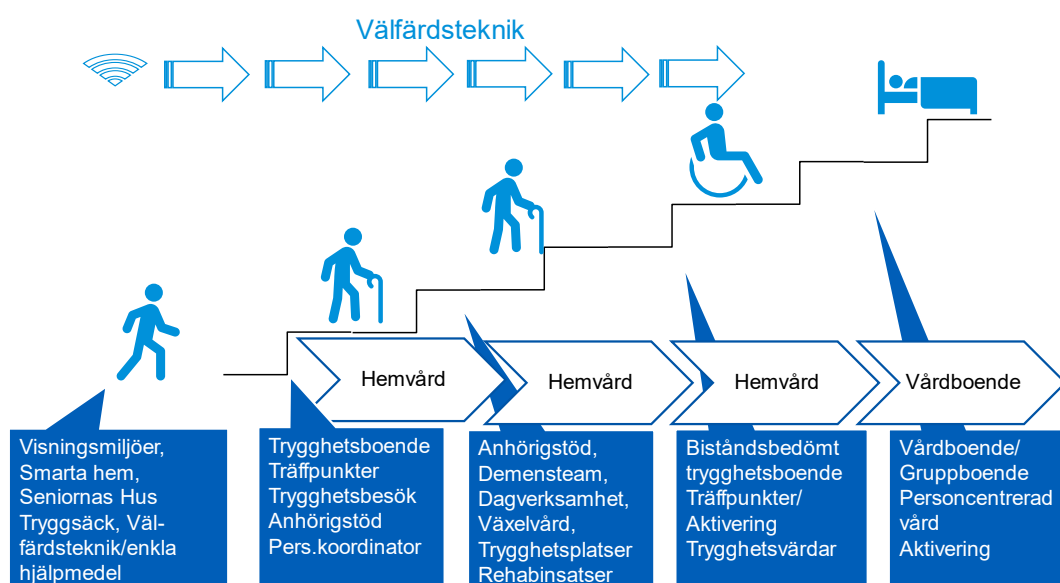 Välfärdsteknik
Hemvård
Hemvård
Hemvård
Vårdboende
Visningsmiljöer,
Smarta hem,
Seniornas Hus
Tryggsäck, Väl-
färdsteknik/enkla
hjälpmedel
Trygghetsboende
Träffpunkter
Trygghetsbesök
Anhörigstöd
Pers.koordinator
Anhörigstöd,
Demensteam,
Dagverksamhet,
Växelvård,
Trygghetsplatser
Rehabinsatser
Biståndsbedömt
trygghetsboende
Träffpunkter/
Aktivering
Trygghetsvärdar
Vårdboende/
Gruppboende
Personcentrerad
vård
Aktivering